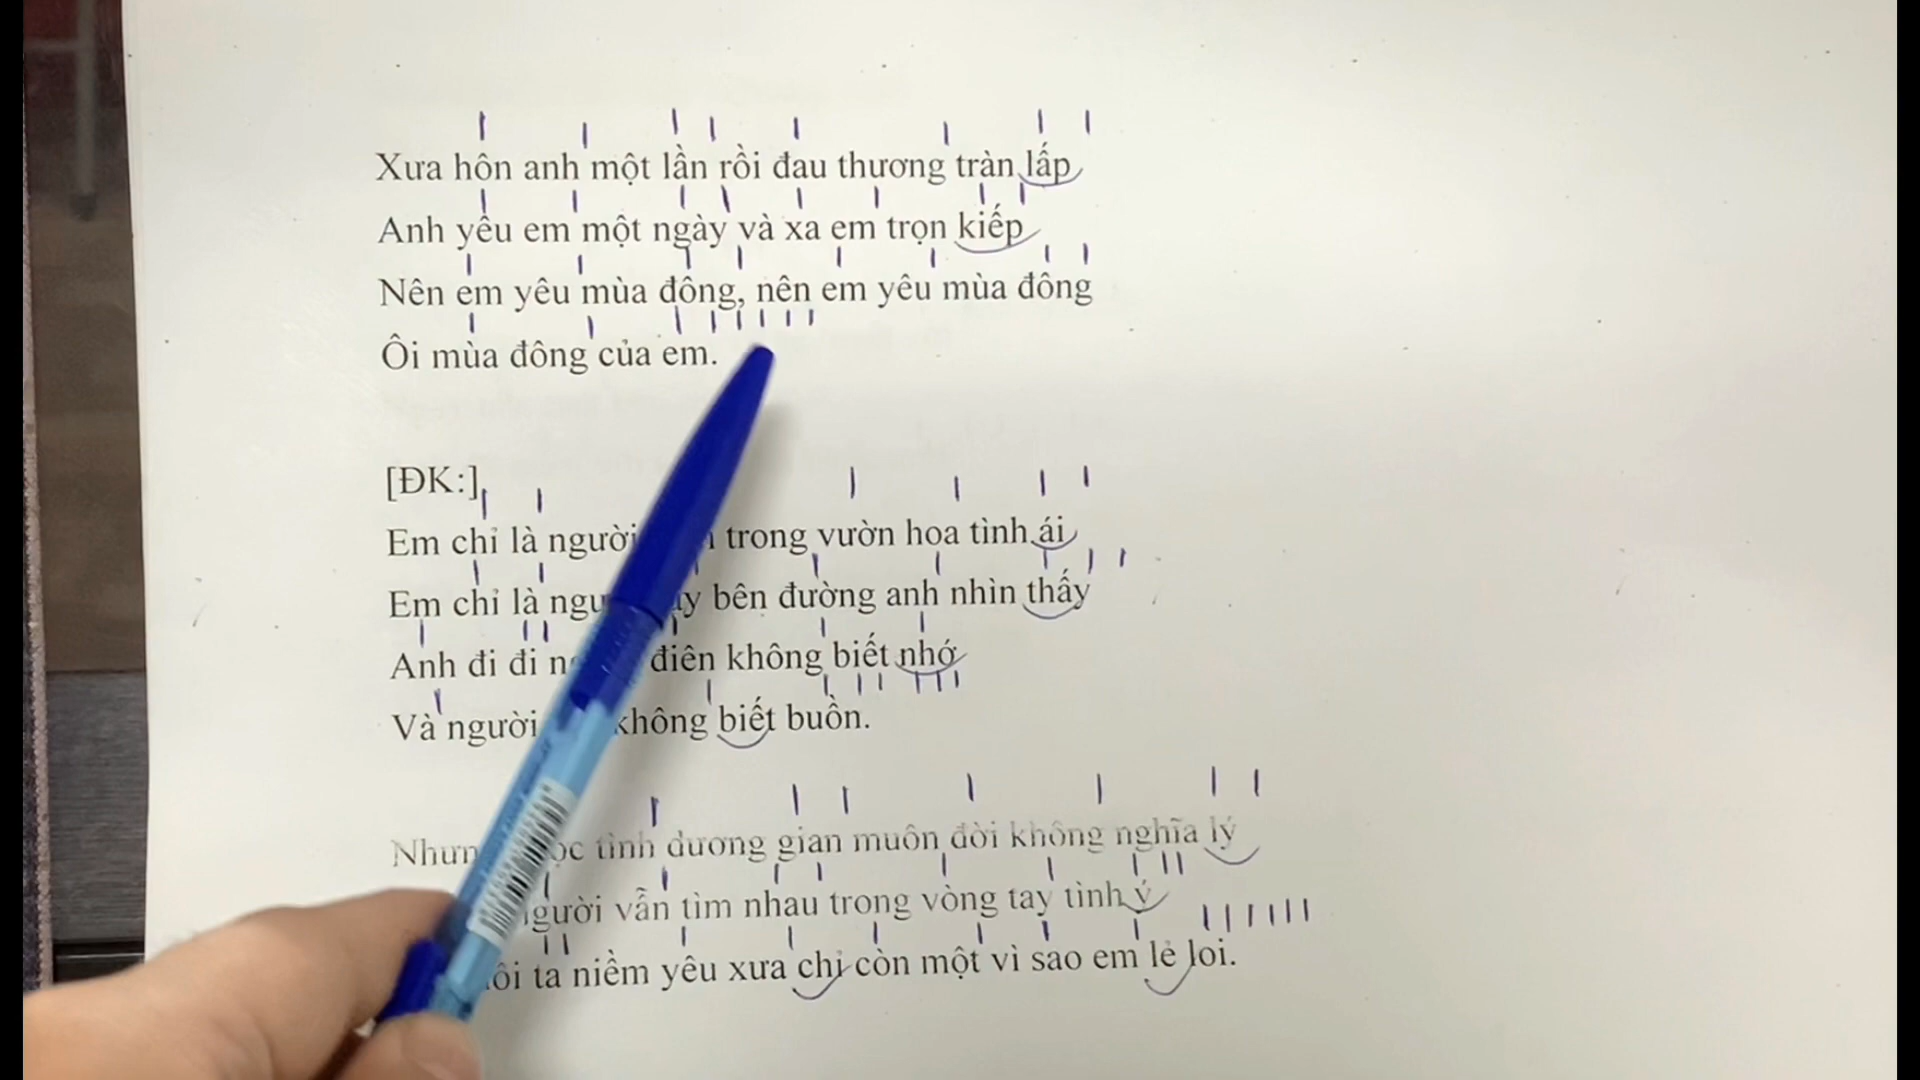 Xưa hôn anh một lần rồi đau thương tràn lấp
Anh yêu em một ngày và xa em trọn kiếp
Nên em yêu mùa đông, nên em yêu mùa đông
Ôi mùa đông của em.
[ĐK:]
Em chỉ là người trong vườn hoa tình ái
Em chỉ là bên đường anh nhìn thấy
Anh đi đi điên không biết nhớ
Và người không biết buồn.
tình dương gian muôn đời không nghĩa lý
người vẫn tìm nhau trong vòng tay tình ý
ta niềm yêu xưa chỉ còn một vì sao em lẻ loi.